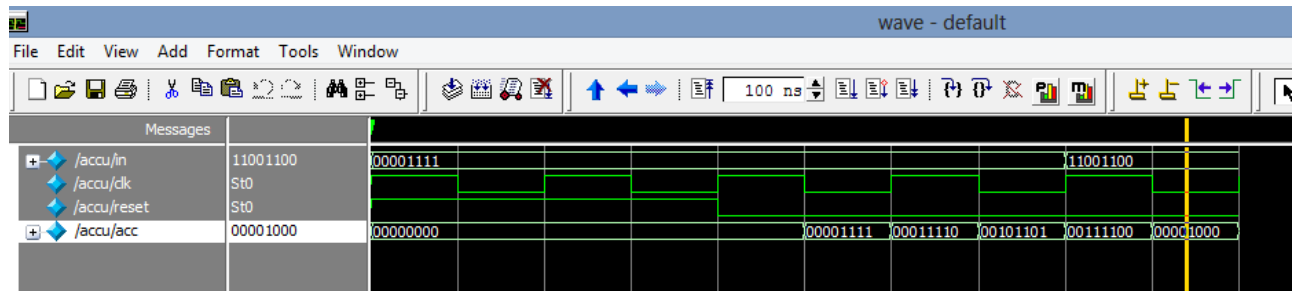 wave - default
File Edit View Add Format Tools Window
100 ns
Messages
/accu/in 11001100 00001111 11001100
/accu/clk St0
/accu/reset St0
/accu/acc 00001000 00000000 00001111 00011110 00101101 00111100 00001000